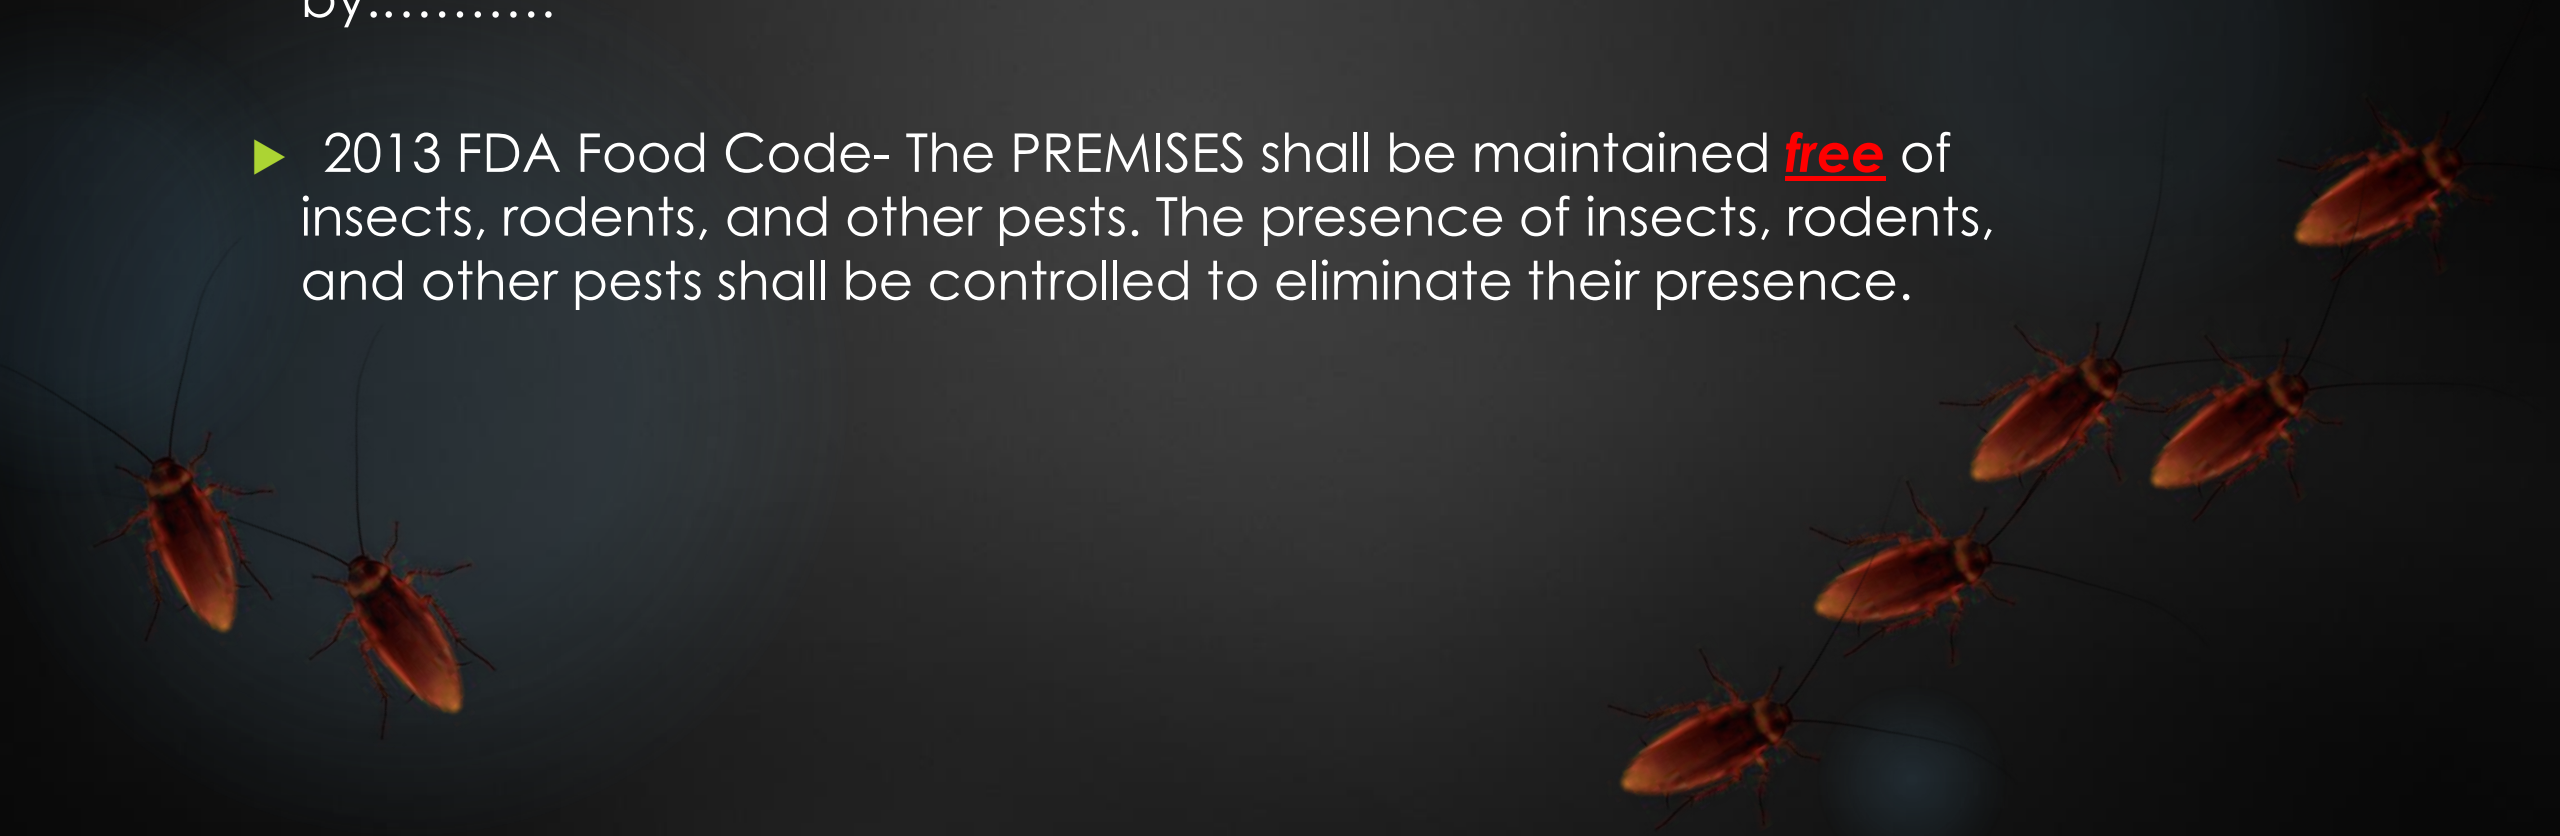 by...........
2013 FDA Food Code- The PREMISES shall be maintained free of
insects, rodents, and other pests. The presence of insects, rodents,
and other pests shall be controlled to eliminate their presence.